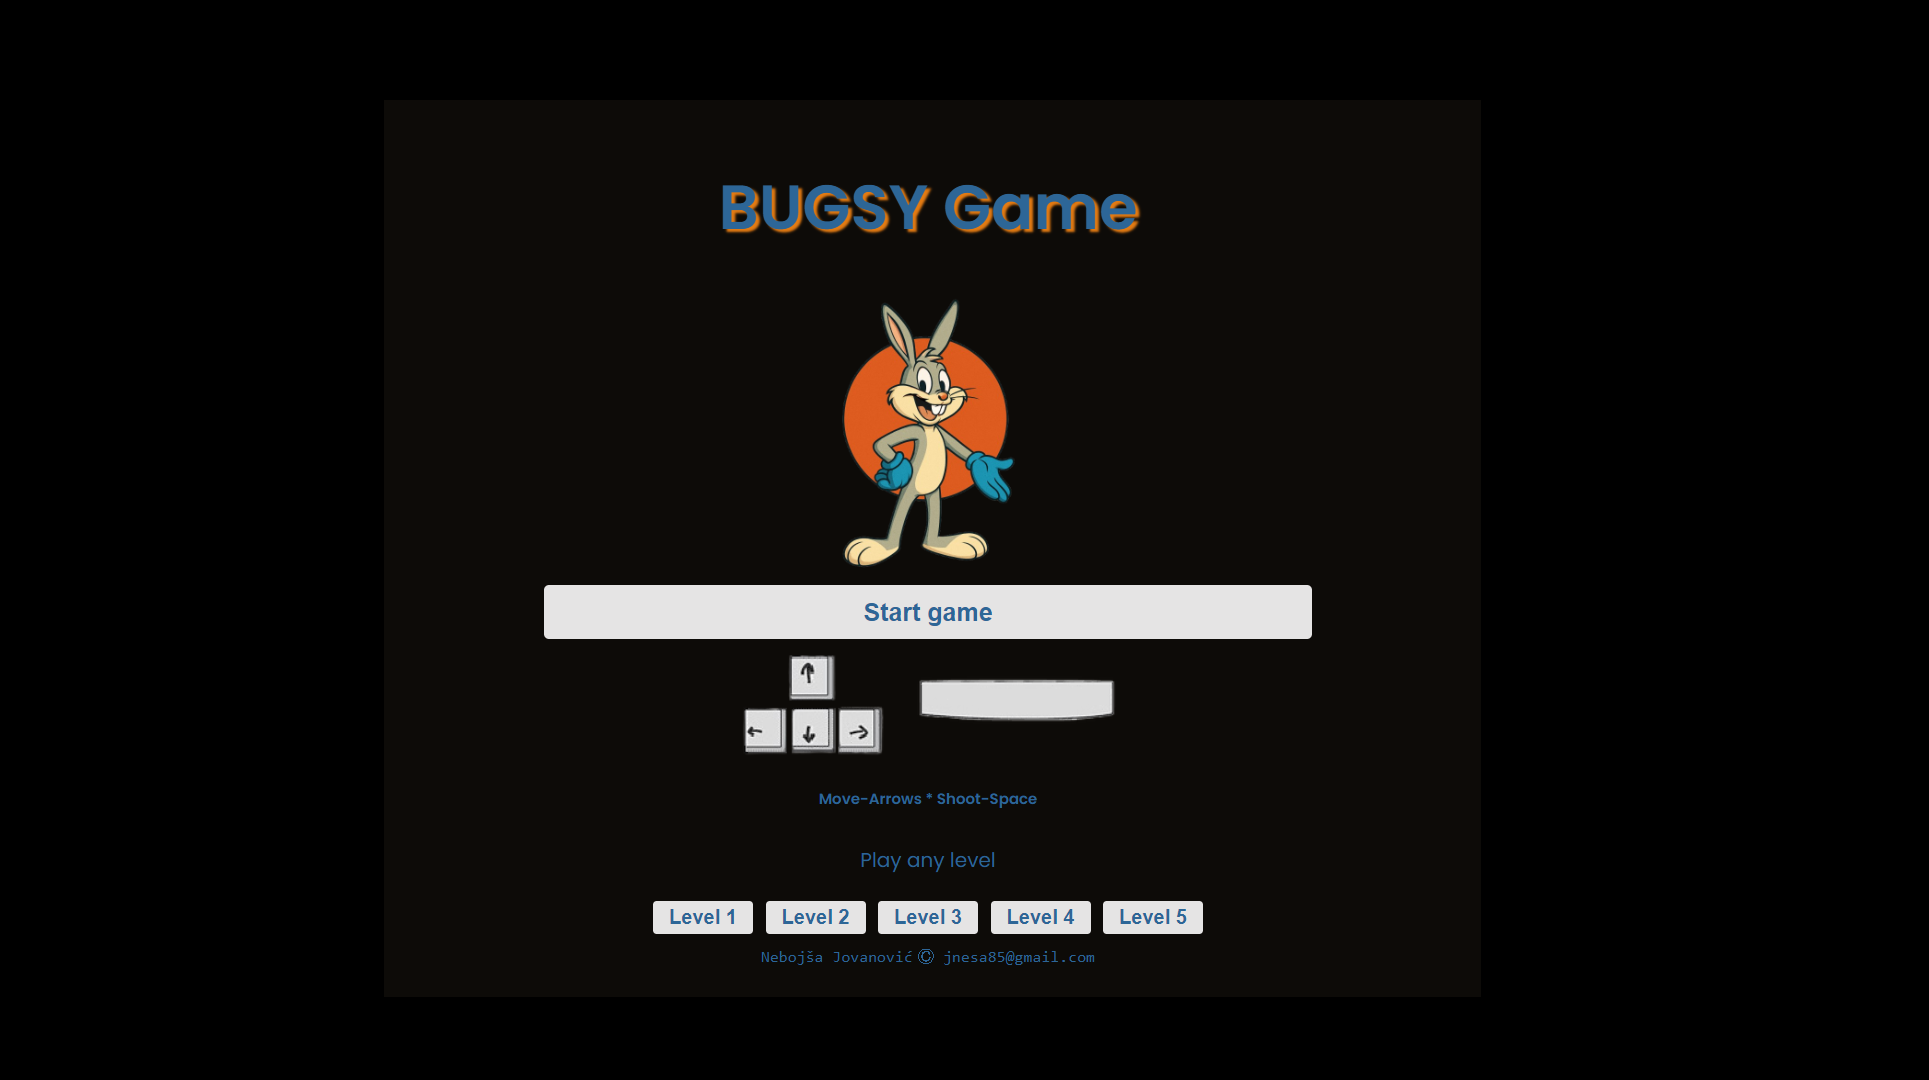 BUGSY Game
Start game
↑
← ↓ →
Move-Arrows * Shoot-Space
Play any level
Level 1 Level 2 Level 3 Level 4 Level 5
Nebojša Jovanović © jnesa85@gmail.com